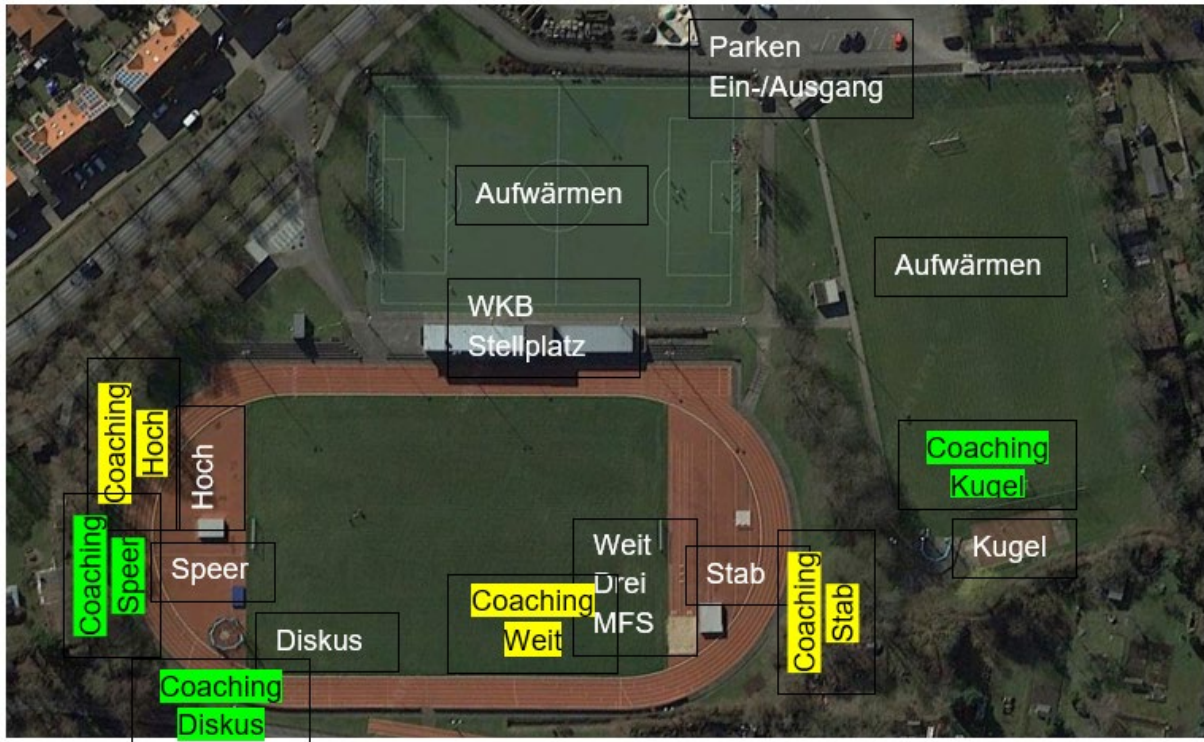 Parken
Ein-/Ausgang
Aufwärmen
Aufwärmen
WKB
Stellplatz
Coaching
Hoch
Hoch
Coaching
Kugel
Kugel
Coaching
Speer
Speer
Weit
Drei
MFS
Stab
Coaching
Stab
Coaching
Weit
Diskus
Coaching
Diskus